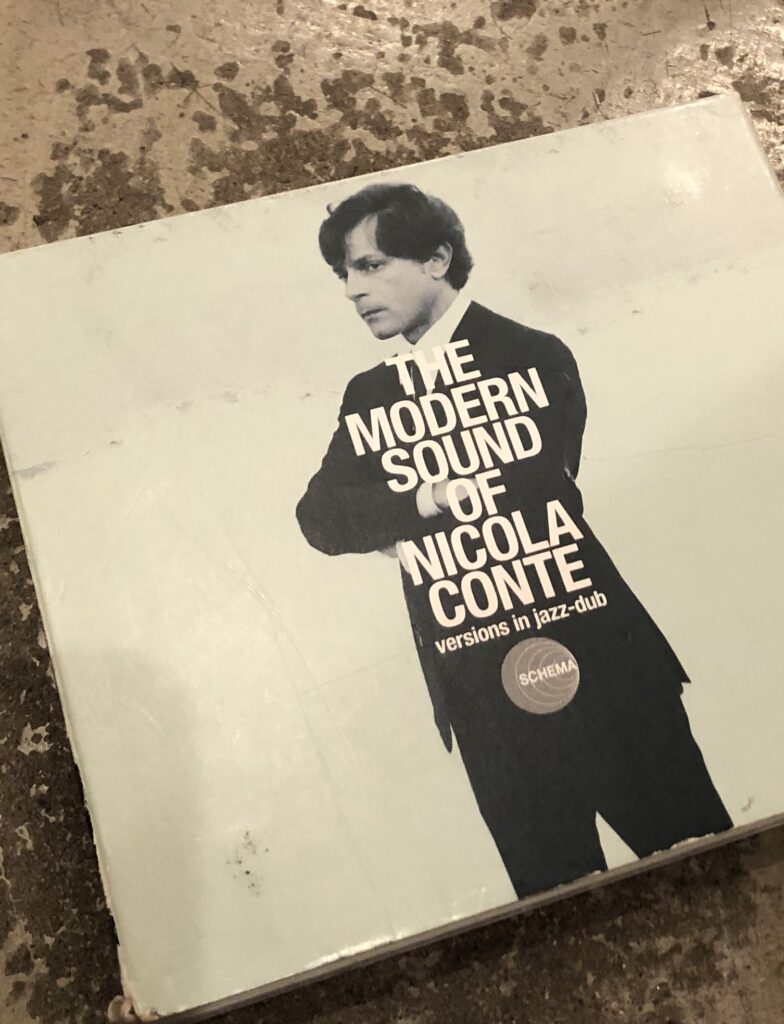 THE
MODERN
SOUND
OF
NICOLA
CONTE
versions in jazz-dub
SCHEMA